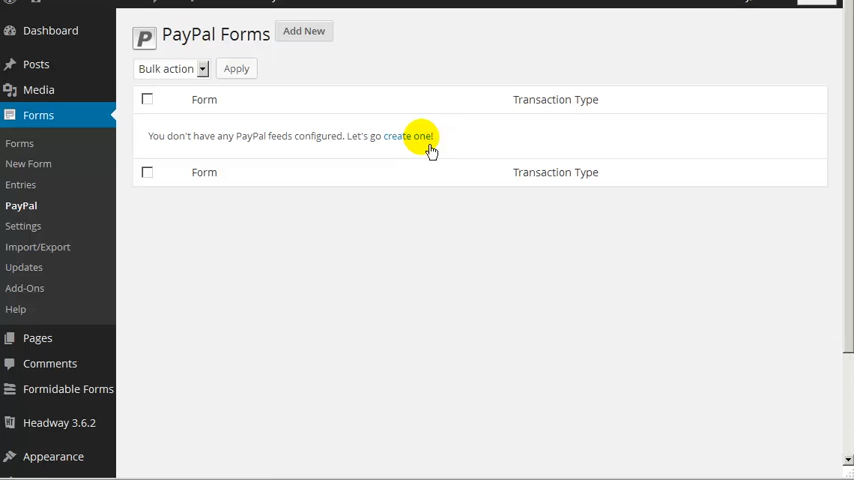 Dashboard
Posts
Media
Forms
Forms
New Form
Entries
PayPal
Settings
Import/Export
Updates
Add-Ons
Help
Pages
Comments
Formidable Forms
Headway 3.6.2
Appearance
P PayPal Forms Add New
Bulk action Apply
Form Transaction Type
You don't have any PayPal feeds configured. Let's go create one!
Form Transaction Type